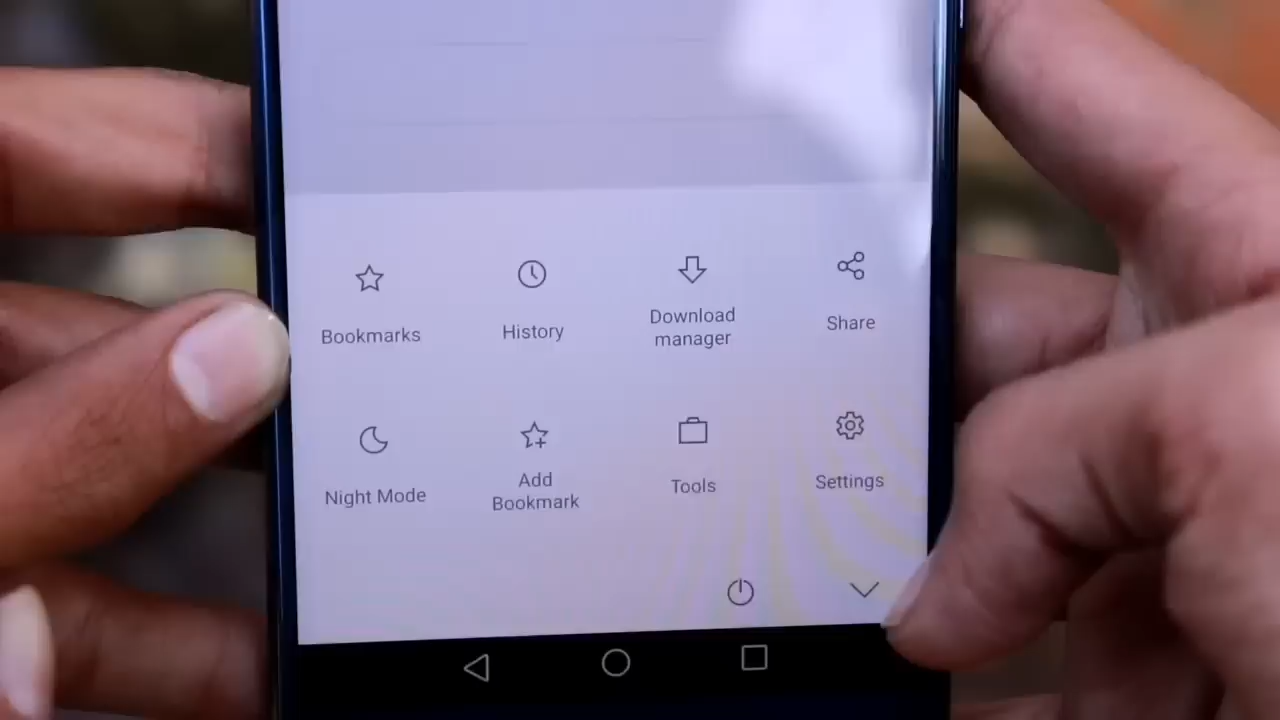 Bookmarks
History
Download
manager
Share
Night Mode
Add
Bookmark
Tools
Settings